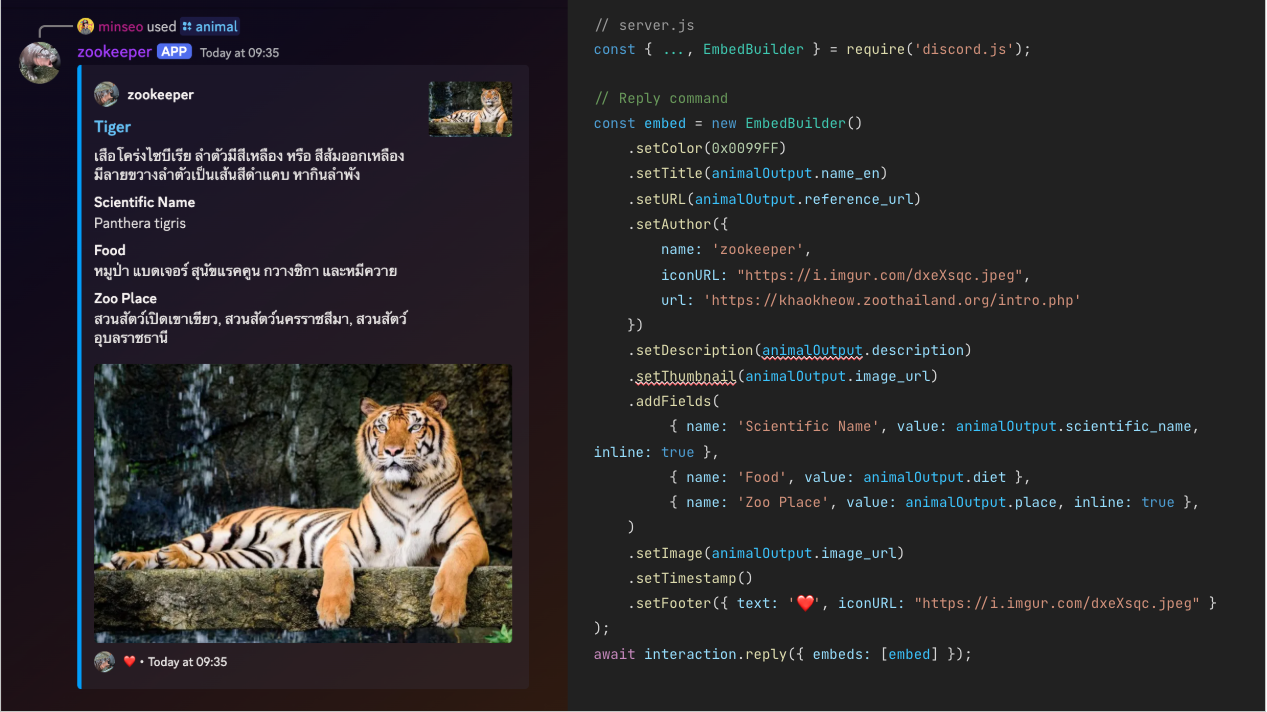 minseo used animal
zookeeper APP Today at 09:35
zookeeper
Tiger
เสือโคร่งไซบีเรีย ลำตัวมีสีเหลือง หรือ สีส้มออกเหลือง
มีลายขวางลำตัวเป็นเส้นสีดำแคบ หากินลำพัง
Scientific Name
Panthera tigris
Food
หมูป่า แบดเจอร์ สุนัขแรคคูน กวางซิกา และหมีควาย
Zoo Place
สวนสัตว์เปิดเขาเขียว, สวนสัตว์นครราชสีมา, สวนสัตว์
อุบลราชธานี
❤️ • Today at 09:35
// server.js
const { ..., EmbedBuilder } = require('discord.js');
// Reply command
const embed = new EmbedBuilder()
.setColor(0x0099FF)
.setTitle(animalOutput.name_en)
.setURL(animalOutput.reference_url)
.setAuthor({
name: 'zookeeper',
iconURL: "https://i.imgur.com/dxeXsqc.jpeg",
url: 'https://khaokheow.zoothailand.org/intro.php'
})
.setDescription(animalOutput.description)
.setThumbnail(animalOutput.image_url)
.addFields(
{ name: 'Scientific Name', value: animalOutput.scientific_name,
inline: true },
{ name: 'Food', value: animalOutput.diet },
{ name: 'Zoo Place', value: animalOutput.place, inline: true },
)
.setImage(animalOutput.image_url)
.setTimestamp()
.setFooter({ text: '❤️', iconURL: "https://i.imgur.com/dxeXsqc.jpeg" }
);
await interaction.reply({ embeds: [embed] });